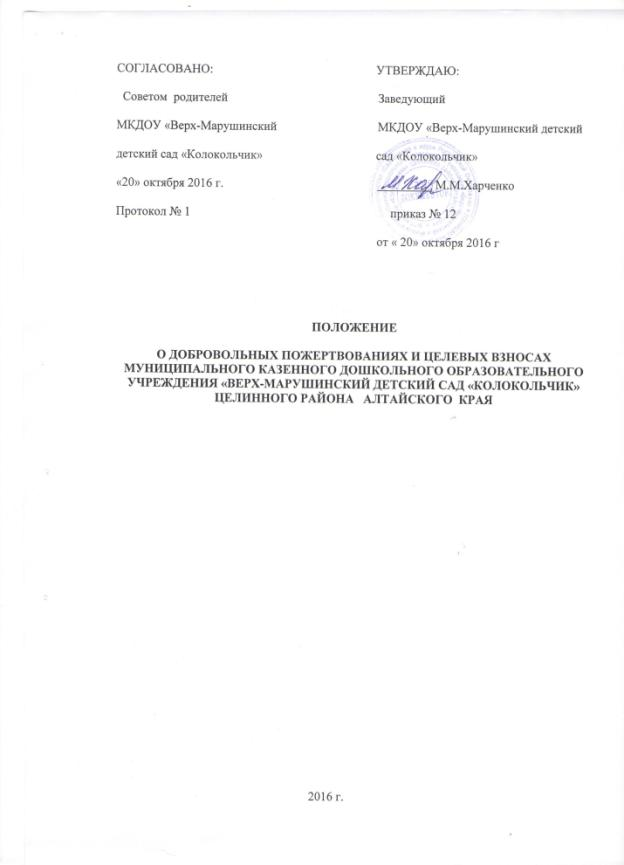 СОГЛАСОВАНО:
Советом родителей
МКДОУ «Верх-Марушинский
детский сад «Колокольчик»
«20» октября 2016 г.
Протокол № 1
УТВЕРЖДАЮ:
Заведующий
МКДОУ «Верх-Марушинский детский
сад «Колокольчик»
М.М.Харченко
приказ № 12
от « 20» октября 2016 г
ПОЛОЖЕНИЕ
О ДОБРОВОЛЬНЫХ ПОЖЕРТВОВАНИЯХ И ЦЕЛЕВЫХ ВЗНОСАХ
МУНИЦИПАЛЬНОГО КАЗЕННОГО ДОШКОЛЬНОГО ОБРАЗОВАТЕЛЬНОГО
УЧРЕЖДЕНИЯ «ВЕРХ-МАРУШИНСКИЙ ДЕТСКИЙ САД «КОЛОКОЛЬЧИК»
ЦЕЛИННОГО РАЙОНА АЛТАЙСКОГО КРАЯ
2016 г.